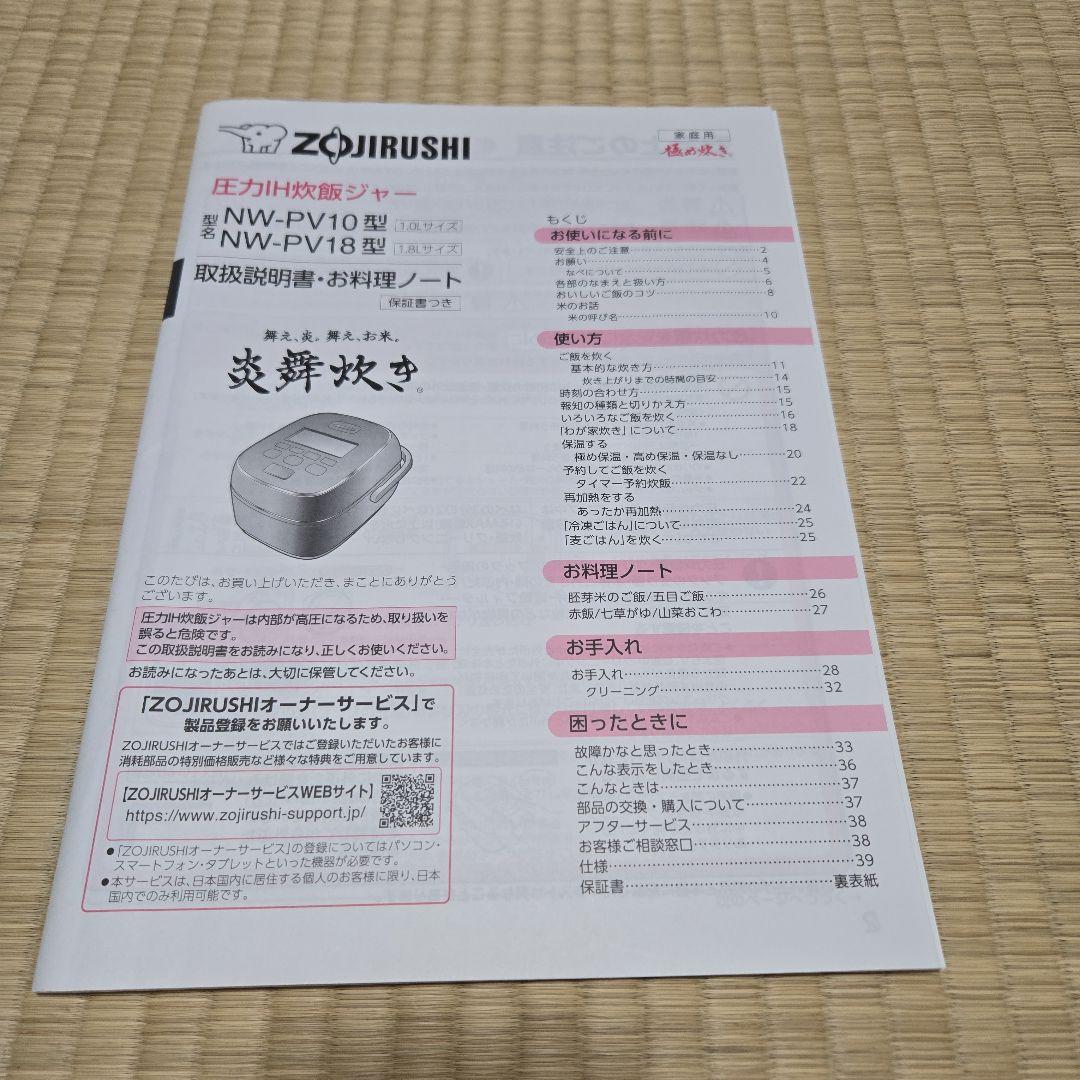 ZOJIRUSHI
家庭用
極め炊き®
圧力IH炊飯ジャー
型名
NW-PV10型 1.0Lサイズ
NW-PV18型 1.8Lサイズ
取扱説明書・お料理ノート
保証書つき
舞え、炎。舞え、お米。
炎舞炊き®
このたびは、お買い上げいただき、まことにありがとう
ございます。
圧力IH炊飯ジャーは内部が高圧になるため、取り扱いを
誤ると危険です。
この取扱説明書をお読みになり、正しくお使いください。
お読みになったあとは、大切に保管してください。
「ZOJIRUSHIオーナーサービス」で
製品登録をお願いいたします。
ZOJIRUSHIオーナーサービスではご登録いただいたお客様に
消耗部品の特別価格販売など様々な特典をご用意しています。
【ZOJIRUSHIオーナーサービスWEBサイト】
https://www.zojirushi-support.jp/
●「ZOJIRUSHIオーナーサービス」の登録についてはパソコン・
スマートフォン・タブレットといった機器が必要です。
●本サービスは、日本国内に居住する個人のお客様に限り、日本
国内でのみ利用可能です。
もくじ
お使いになる前に
安全上のご注意 2
お願い 4
なべについて 5
各部のなまえと扱い方 6
おいしいご飯のコツ 8
米のお話
米の呼び名 10
使い方
ご飯を炊く
基本的な炊き方 11
炊き上がりまでの時間の目安 14
時刻の合わせ方 15
報知の種類と切りかえ方 15
いろいろなご飯を炊く 16
「わが家炊き」について 18
保温する
極め保温・高め保温・保温なし 20
予約してご飯を炊く
タイマー予約炊飯 22
再加熱をする
あったか再加熱 24
「冷凍ごはん」について 25
「麦ごはん」を炊く 25
お料理ノート
胚芽米のご飯/五目ご飯 26
赤飯/七草がゆ/山菜おこわ 27
お手入れ
お手入れ 28
クリーニング 32
困ったときに
故障かなと思ったとき 33
こんな表示をしたとき 36
こんなときは 37
部品の交換・購入について 37
アフターサービス 38
お客様ご相談窓口 38
仕様 39
保証書 裏表紙